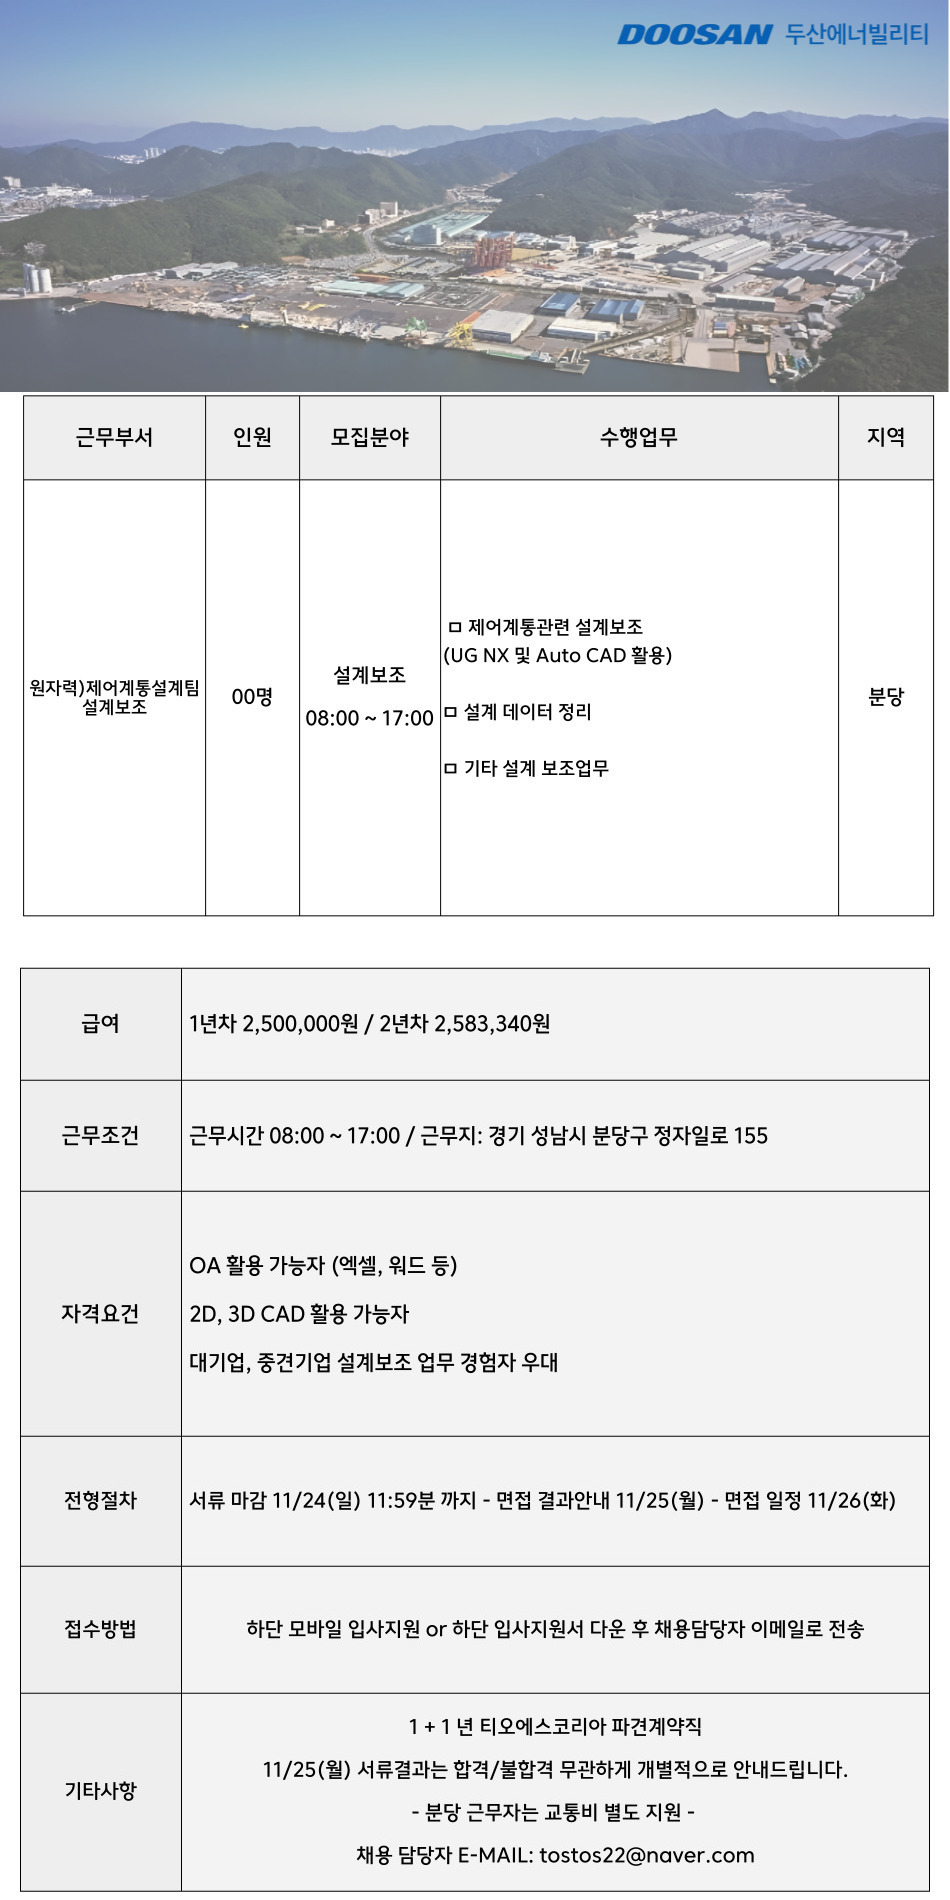 DOOSAN 두산에너빌리티
근무부서
인원
모집분야
수행업무
지역
원자력)제어계통설계팀
설계보조
00명
설계보조
08:00 ~ 17:00
ㅁ 제어계통관련 설계보조
(UG NX 및 Auto CAD 활용)
ㅁ 설계 데이터 정리
ㅁ 기타 설계 보조업무
분당
급여
1년차 2,500,000원 / 2년차 2,583,340원
근무조건
근무시간 08:00 ~ 17:00 / 근무지: 경기 성남시 분당구 정자일로 155
자격요건
OA 활용 가능자 (엑셀, 워드 등)
2D, 3D CAD 활용 가능자
대기업, 중견기업 설계보조 업무 경험자 우대
전형절차
서류 마감 11/24(일) 11:59분 까지 - 면접 결과안내 11/25(월) - 면접 일정 11/26(화)
접수방법
하단 모바일 입사지원 or 하단 입사지원서 다운 후 채용담당자 이메일로 전송
기타사항
1 + 1 년 티오에스코리아 파견계약직
11/25(월) 서류결과는 합격/불합격 무관하게 개별적으로 안내드립니다.
- 분당 근무자는 교통비 별도 지원 -
채용 담당자 E-MAIL: tostos22@naver.com